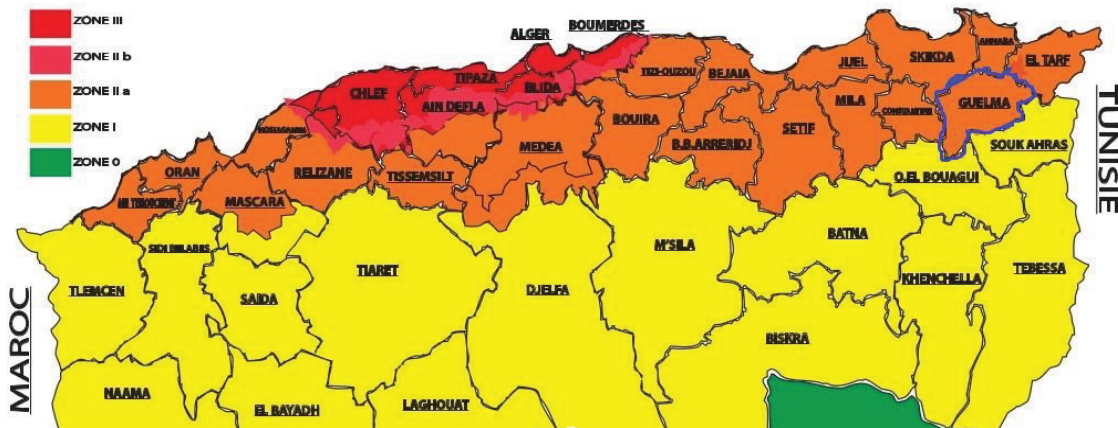 ZONE III
ZONE II b
ZONE II a
ZONE I
ZONE 0
ALGER
BOUMERDES
TIPAZA
BLIDA
CHLEF
AIN DEFLA
TIZI-OUZOU
BEJAIA
JIJEL
SKIKDA
ANNABA
EL TARF
MOSTAGANEM
BOUIRA
MEDEA
SETIF
MILA
CONSTANTINE
GUELMA
B.B.ARRERIDJ
SOUK AHRAS
ORAN
RELIZANE
TISSEMSILT
O.EL BOUAGUI
AIN TEMOUCHENT
MASCARA
SIDI BELABES
TLEMCEN
SAIDA
TIARET
DJELFA
M'SILA
BATNA
KHENCHELLA
TEBESSA
BISKRA
NAAMA
EL BAYADH
LAGHOUAT
MAROC
TUNISIE